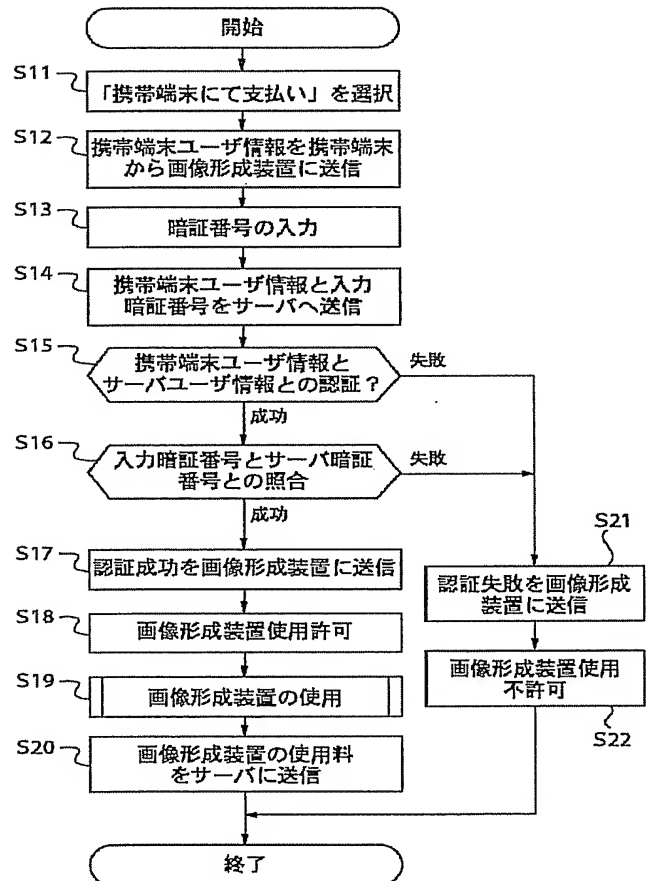 開始
S11
「携帯端末にて支払い」を選択
S12
携帯端末ユーザ情報を携帯端末
から画像形成装置に送信
S13
暗証番号の入力
S14
携帯端末ユーザ情報と入力
暗証番号をサーバへ送信
S15
携帯端末ユーザ情報と
サーバユーザ情報との認証？
失敗
成功
S16
入力暗証番号とサーバ暗証
番号との照合
失敗
成功
S17
認証成功を画像形成装置に送信
S18
画像形成装置使用許可
S19
画像形成装置の使用
S20
画像形成装置の使用料
をサーバに送信
S21
認証失敗を画像形成
装置に送信
画像形成装置使用
不許可
S22
終了